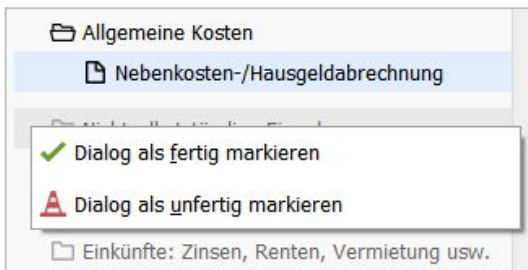 Allgemeine Kosten
Nebenkosten-/Hausgeldabrechnung
Dialog als fertig markieren
Dialog als unfertig markieren
Einkünfte: Zinsen, Renten, Vermietung usw.